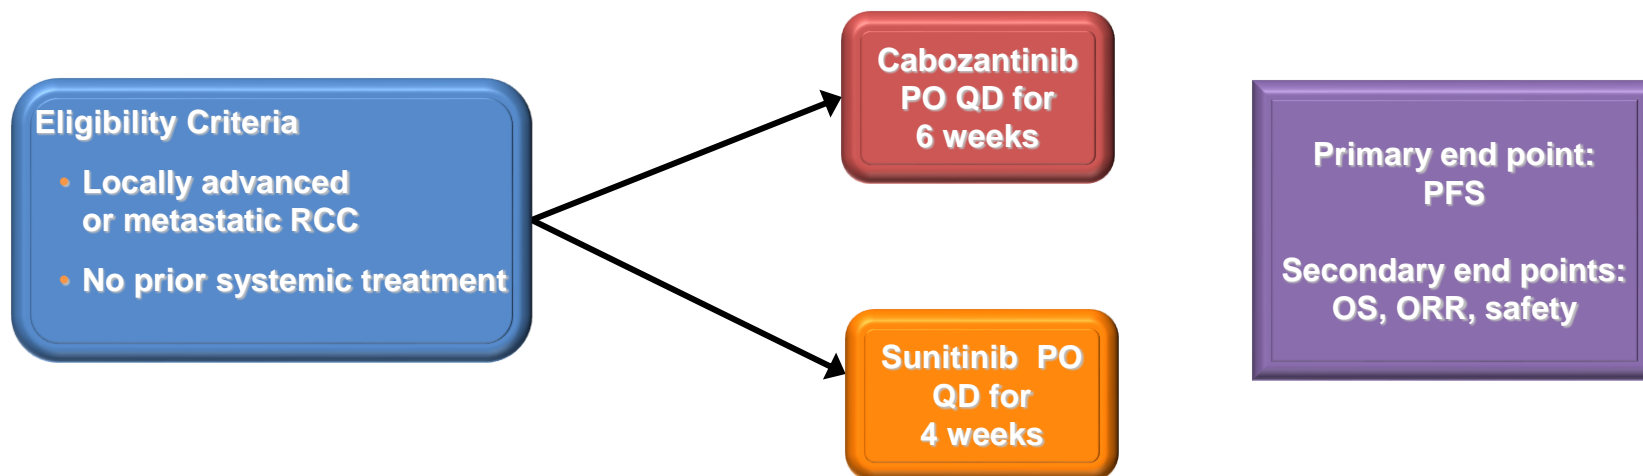 Eligibility Criteria
• Locally advanced
or metastatic RCC
• No prior systemic treatment
Cabozantinib
PO QD for
6 weeks
Sunitinib PO
QD for
4 weeks
Primary end point:
PFS
Secondary end points:
OS, ORR, safety